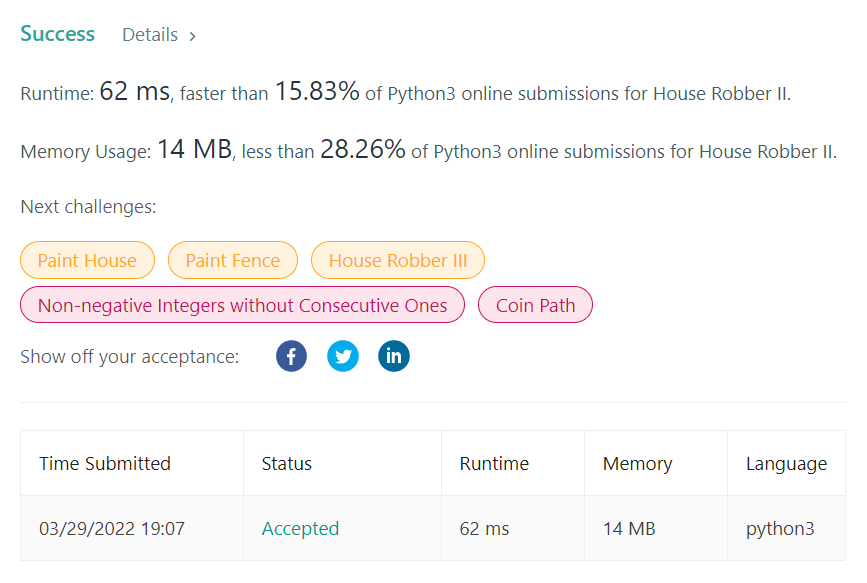 Success Details >
Runtime: 62 ms, faster than 15.83% of Python3 online submissions for House Robber II.
Memory Usage: 14 MB, less than 28.26% of Python3 online submissions for House Robber II.
Next challenges:
Paint House Paint Fence House Robber III
Non-negative Integers without Consecutive Ones Coin Path
Show off your acceptance: f in
Time Submitted Status Runtime Memory Language
03/29/2022 19:07 Accepted 62 ms 14 MB python3